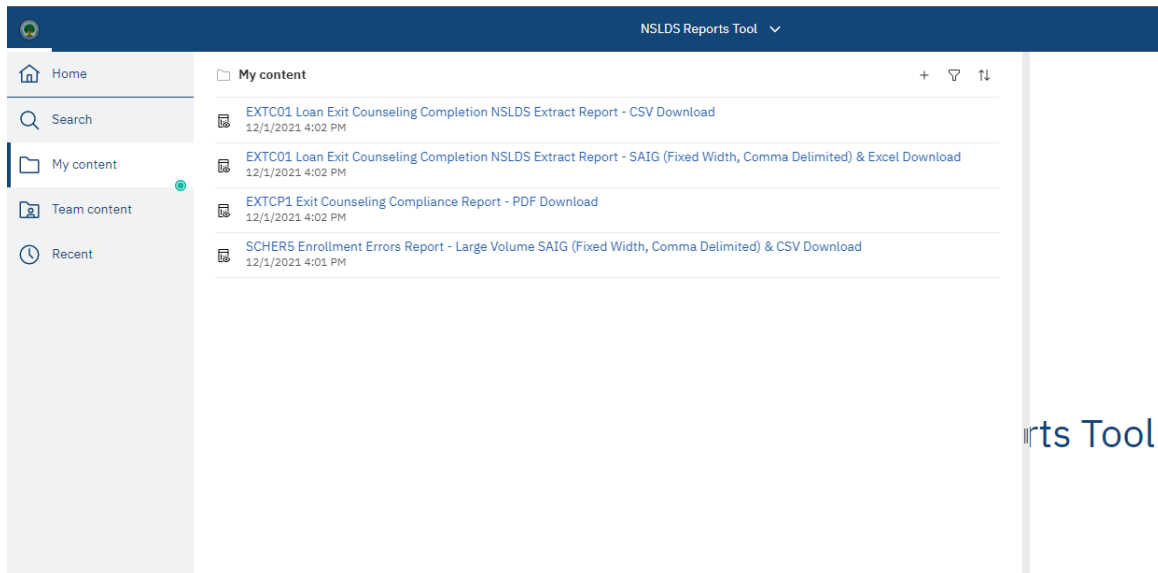 NSLDS Reports Tool
Home
Search
My content
Team content
Recent
My content
EXTC01 Loan Exit Counseling Completion NSLDS Extract Report - CSV Download
12/1/2021 4:02 PM
EXTC01 Loan Exit Counseling Completion NSLDS Extract Report - SAIG (Fixed Width, Comma Delimited) & Excel Download
12/1/2021 4:02 PM
EXTCP1 Exit Counseling Compliance Report - PDF Download
12/1/2021 4:02 PM
SCHER5 Enrollment Errors Report - Large Volume SAIG (Fixed Width, Comma Delimited) & CSV Download
12/1/2021 4:01 PM
rts Tool